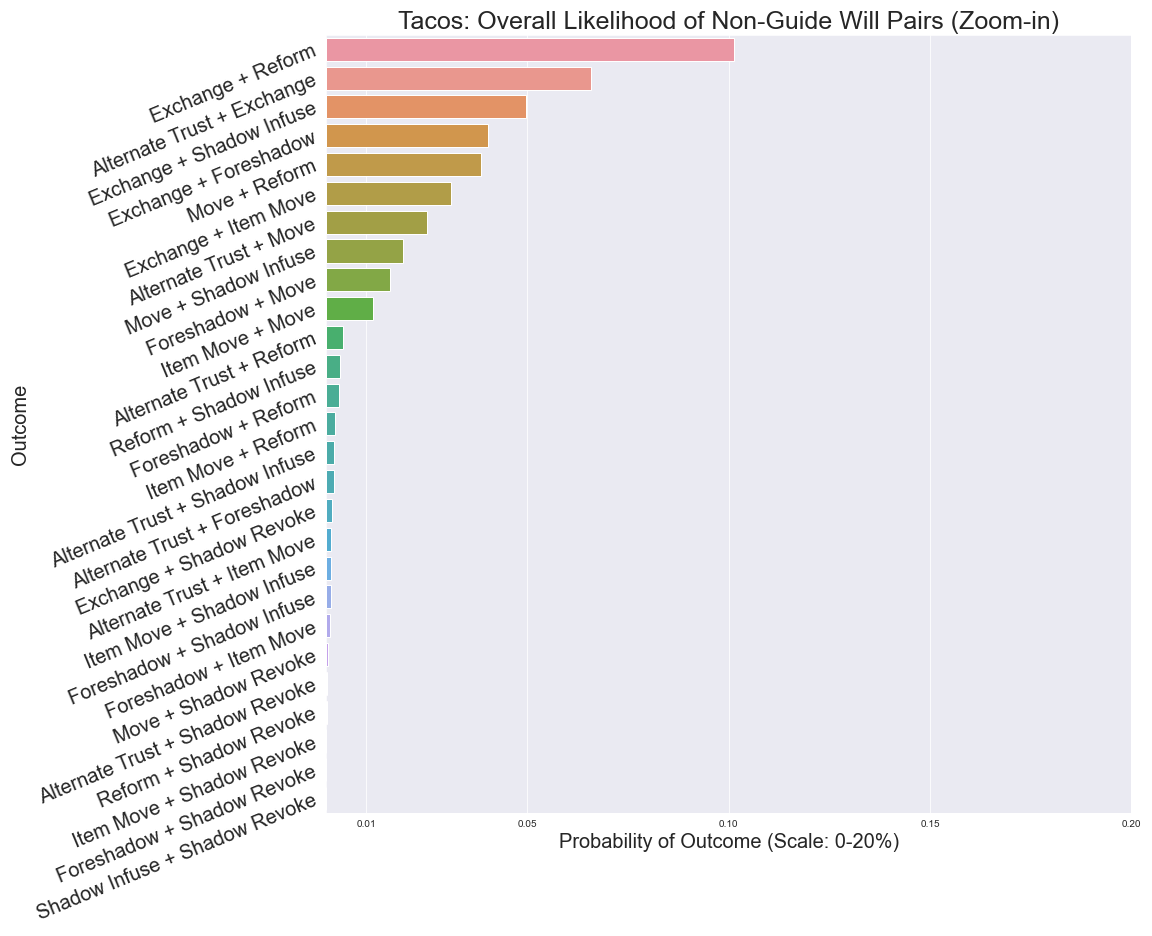 Tacos: Overall Likelihood of Non-Guide Will Pairs (Zoom-in)
Exchange + Reform
Alternate Trust + Exchange
Exchange + Shadow Infuse
Exchange + Foreshadow
Move + Reform
Exchange + Item Move
Alternate Trust + Move
Move + Shadow Infuse
Foreshadow + Move
Item Move + Move
Alternate Trust + Reform
Reform + Shadow Infuse
Foreshadow + Reform
Item Move + Reform
Alternate Trust + Shadow Infuse
Alternate Trust + Foreshadow
Exchange + Shadow Revoke
Alternate Trust + Item Move
Item Move + Shadow Infuse
Foreshadow + Shadow Infuse
Foreshadow + Item Move
Move + Shadow Revoke
Alternate Trust + Shadow Revoke
Reform + Shadow Revoke
Item Move + Shadow Revoke
Foreshadow + Shadow Revoke
Shadow Infuse + Shadow Revoke
Outcome
0.01 0.05 0.10 0.15 0.20
Probability of Outcome (Scale: 0-20%)